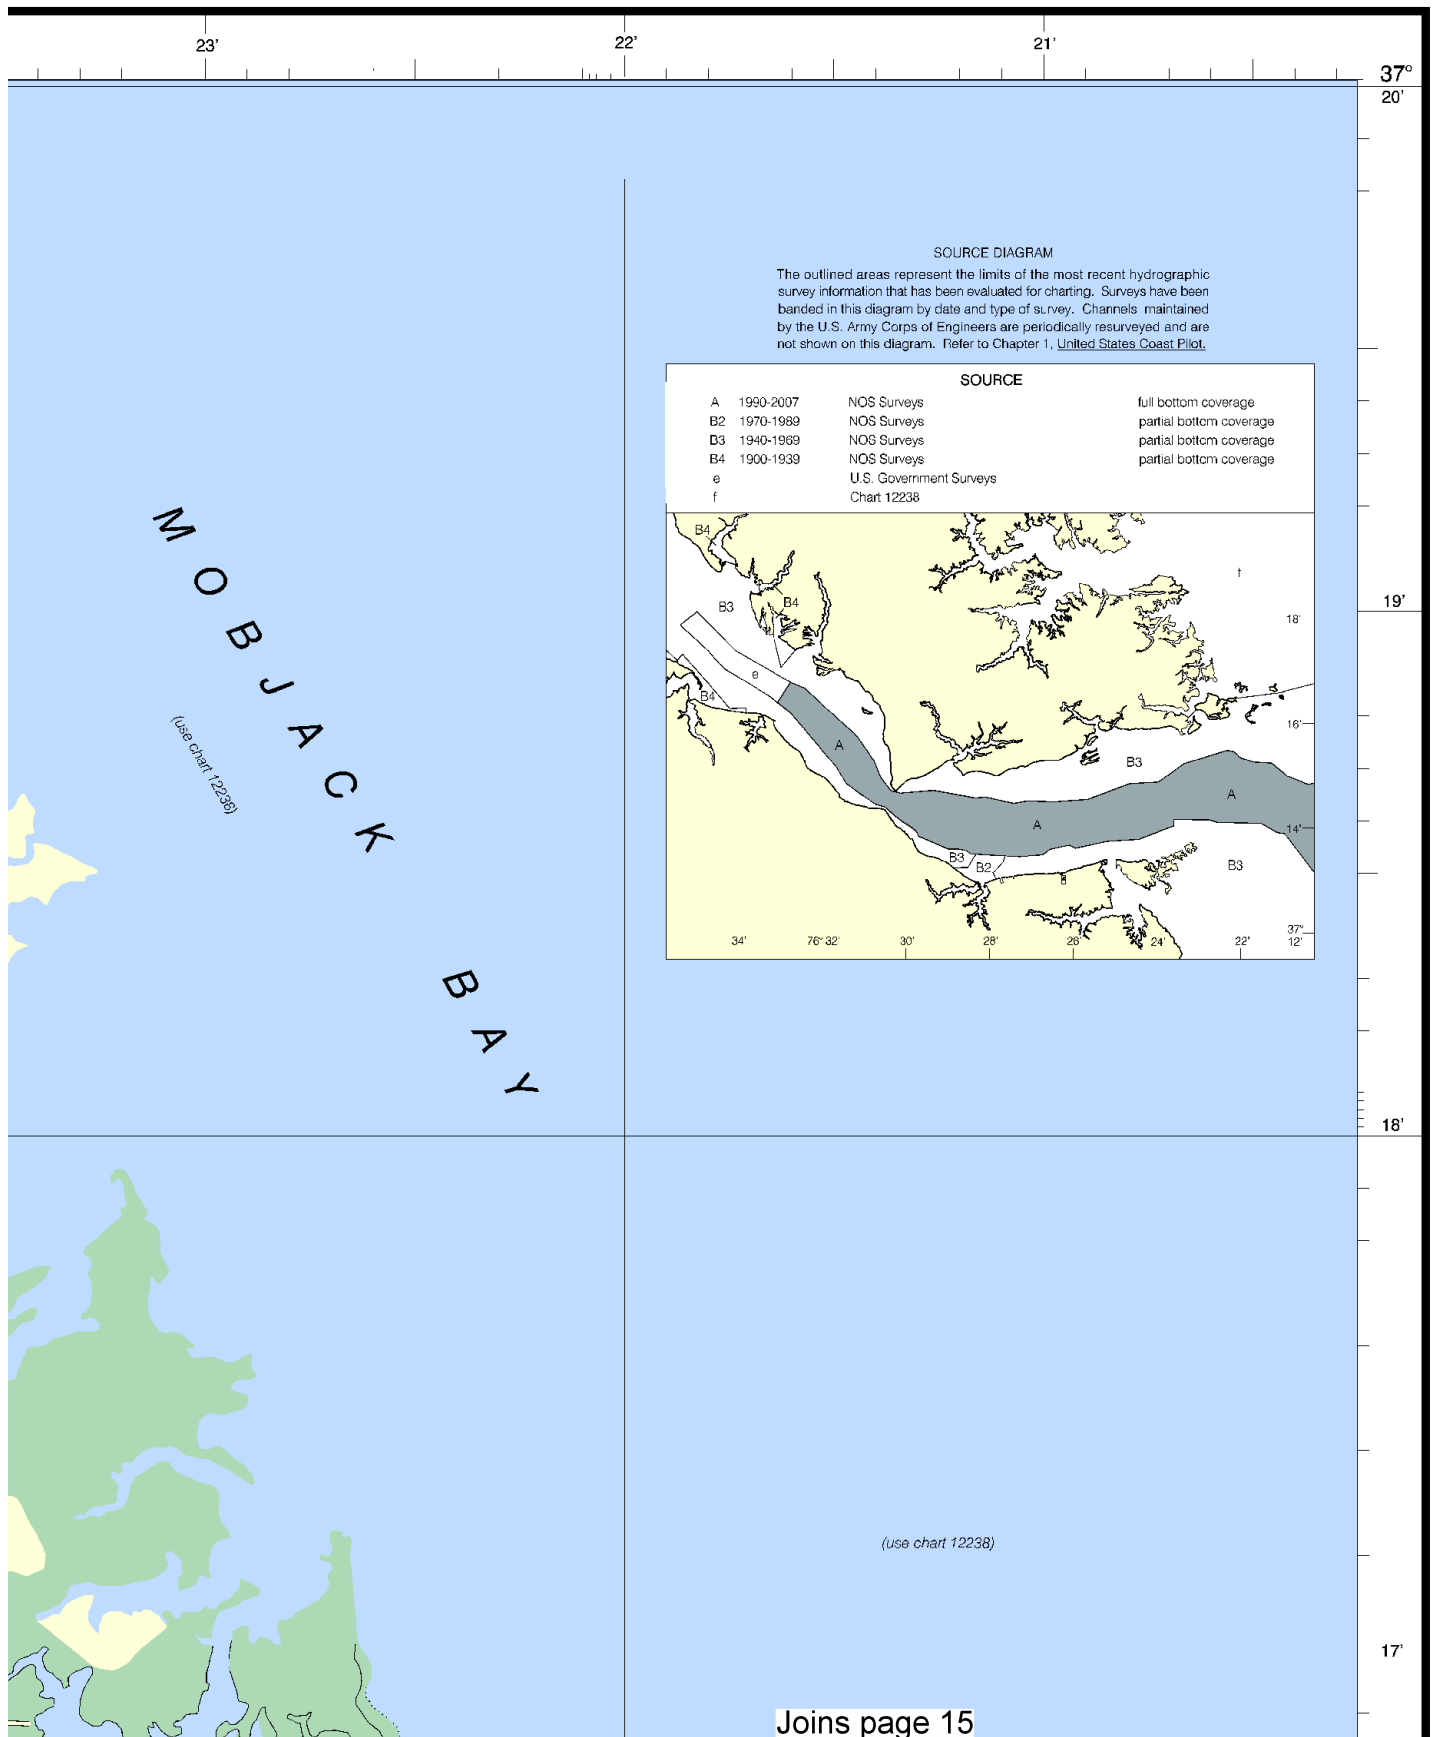 23' 22' 21'
37°
20'
SOURCE DIAGRAM
The outlined areas represent the limits of the most recent hydrographic
survey information that has been evaluated for charting. Surveys have been
banded in this diagram by date and type of survey. Channels maintained
by the U.S. Army Corps of Engineers are periodically resurveyed and are
not shown on this diagram. Refer to Chapter 1, United States Coast Pilot.
SOURCE
A 1990-2007 NOS Surveys full bottom coverage
B2 1970-1989 NOS Surveys partial bottom coverage
B3 1940-1969 NOS Surveys partial bottom coverage
B4 1900-1939 NOS Surveys partial bottom coverage
e U.S. Government Surveys
f Chart 12238
B4
f
B3
B4
19'
18'
e
B4
16'
A
B3
A
A
14'
B3
B2
B3
37°
12'
34' 76° 32' 30' 28' 26' 24' 22'
MOBJACK BAY
(use chart 12238)
18'
(use chart 12238)
17'
Joins page 15